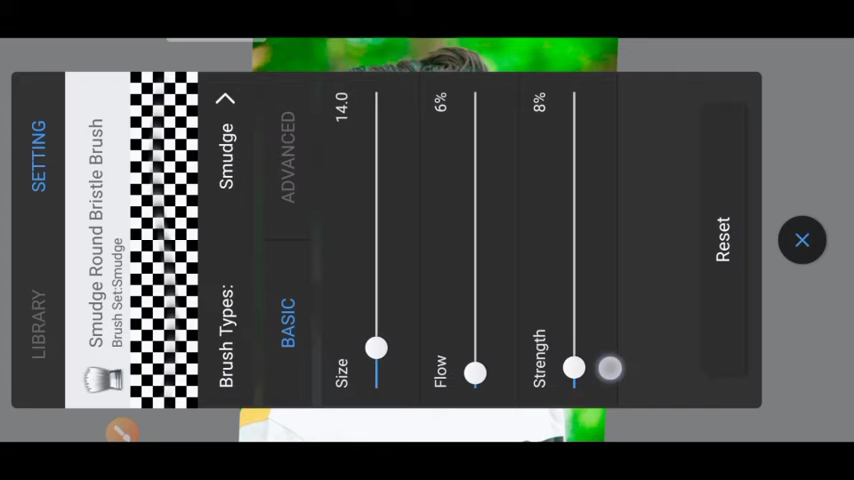 LIBRARY
SETTING
Smudge Round Bristle Brush
Brush Set:Smudge
Brush Types:
Smudge
BASIC
ADVANCED
Size
14.0
Flow
6%
Strength
8%
Reset